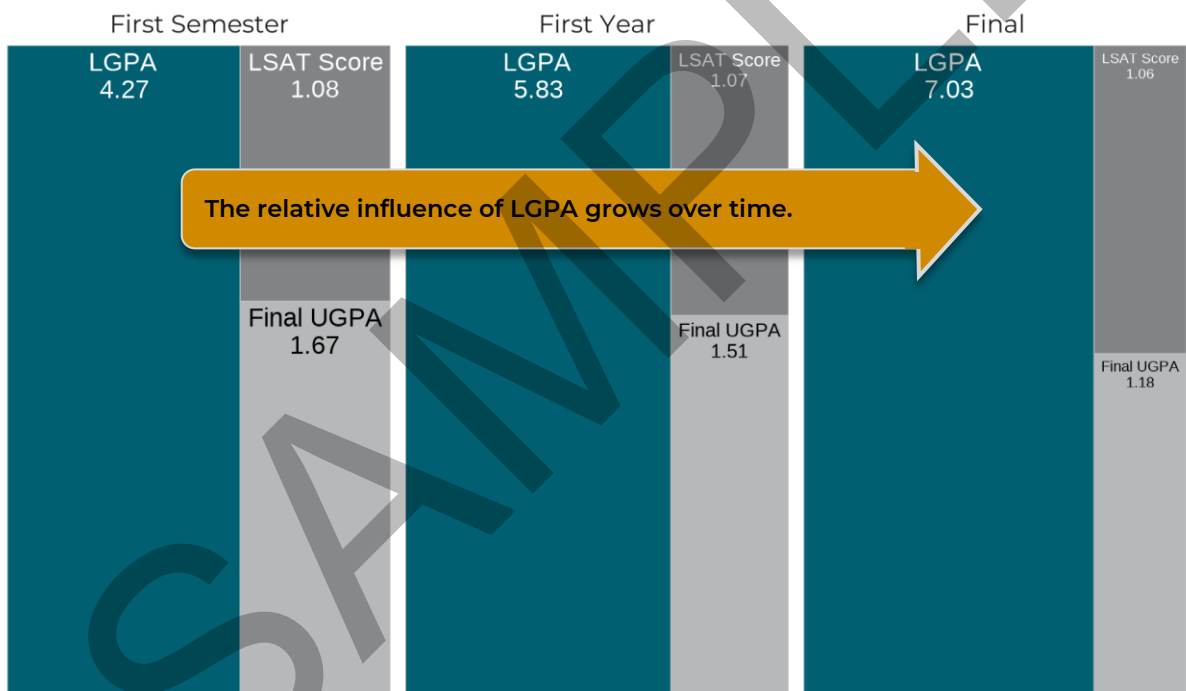 First Semester
LGPA
4.27
LSAT Score
1.08
Final UGPA
1.67
First Year
LGPA
5.83
LSAT Score
1.07
Final UGPA
1.51
Final
LGPA
7.03
LSAT Score
1.06
Final UGPA
1.18
The relative influence of LGPA grows over time.
SAMPLE